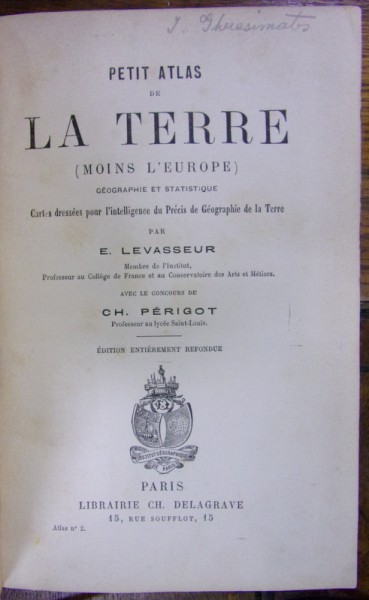 PETIT ATLAS
DE
LA TERRE
(MOINS L'EUROPE)
GÉOGRAPHIE ET STATISTIQUE
Cartes dressées pour l'intelligence du Précis de Géographie de la Terre
PAR
E. LEVASSEUR
Membre de l'Institut,
Professeur au Collège de France et au Conservatoire des Arts et Métiers.
AVEC LE CONCOURS DE
CH. PÉRIGOT
Professeur au lycée Saint-Louis.
ÉDITION ENTIÈREMENT REFONDUE
PARIS
LIBRAIRIE CH. DELAGRAVE
15, RUE SOUFFLOT, 15
Atlas n° 2.